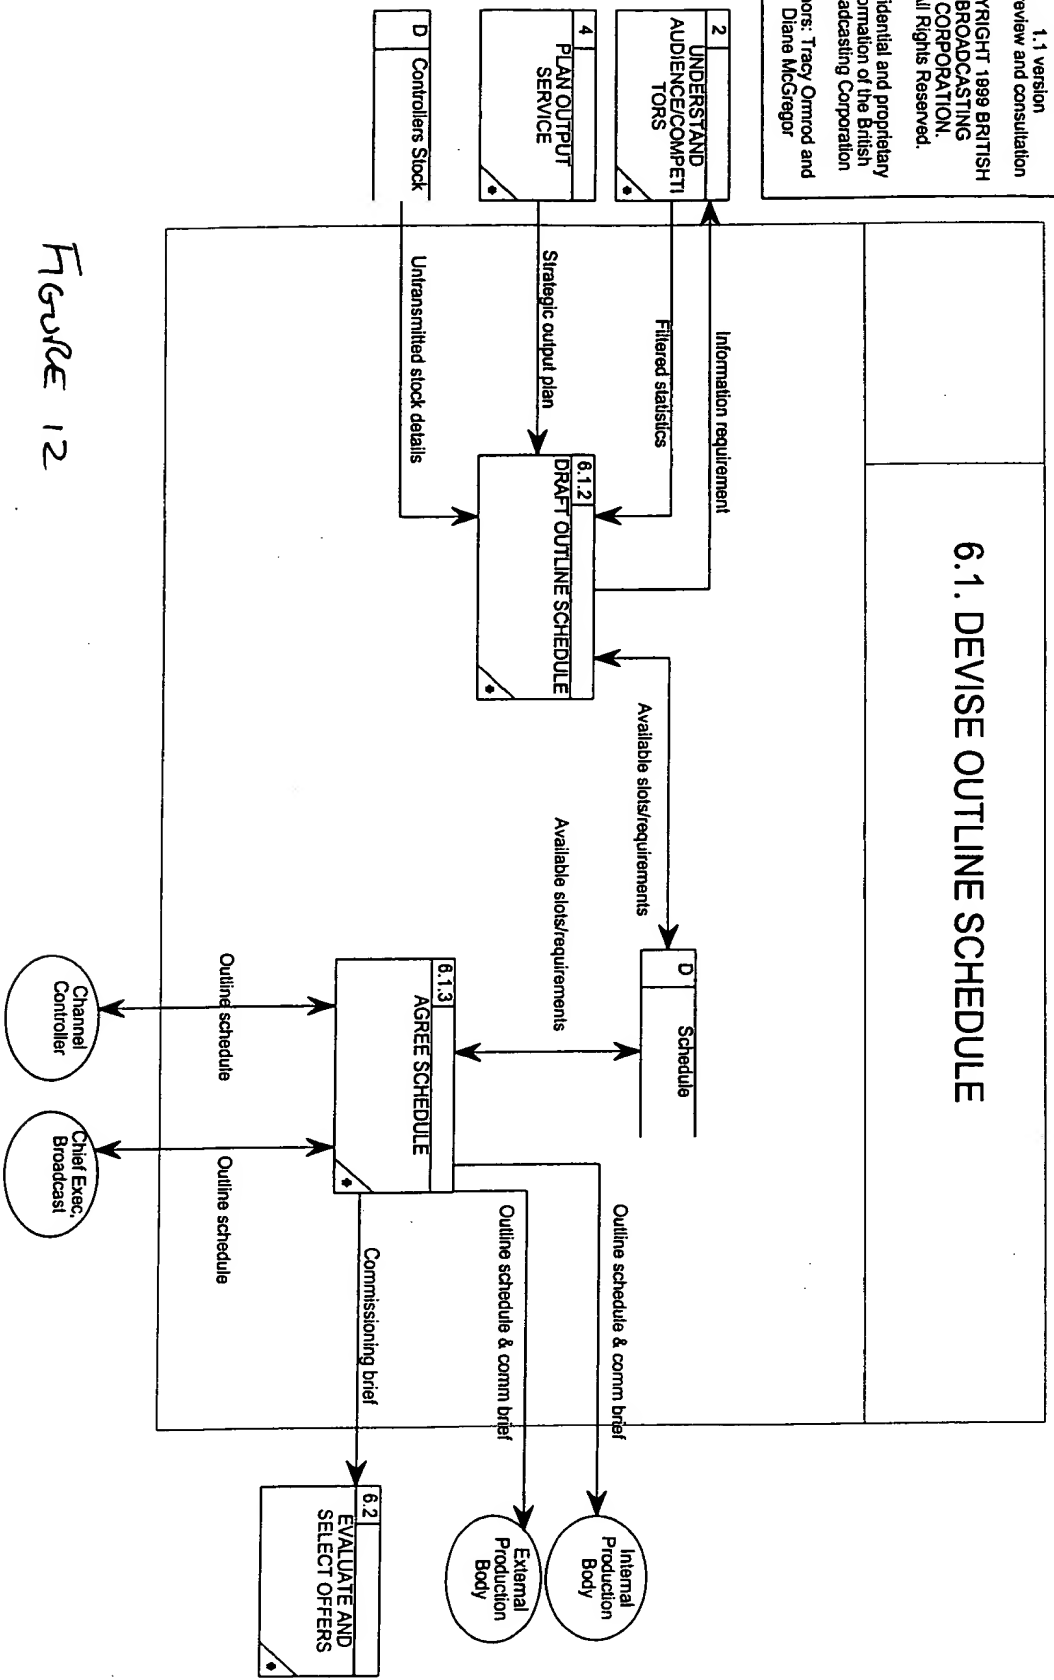 1.1 version
eview and consultation
YRIGHT 1999 BRITISH
BROADCASTING
CORPORATION.
ll Rights Reserved.
idential and proprietary
ormation of the British
adcasting Corporation
ors: Tracy Ormrod and
Diane McGregor
6.1. DEVISE OUTLINE SCHEDULE
2
UNDERSTAND
AUDIENCE/COMPETI
TORS
4
PLAN OUTPUT
SERVICE
D
Controllers Stock
Information requirement
Filtered statistics
Strategic output plan
Untransmitted stock details
6.1.2
DRAFT OUTLINE SCHEDULE
Available slots/requirements
D
Schedule
Available slots/requirements
6.1.3
AGREE SCHEDULE
Outline schedule
Outline schedule
Channel
Controller
Chief Exec,
Broadcast
Outline schedule & comm brief
Outline schedule & comm brief
Commissioning brief
Internal
Production
Body
External
Production
Body
6.2
EVALUATE AND
SELECT OFFERS
FIGURE 12